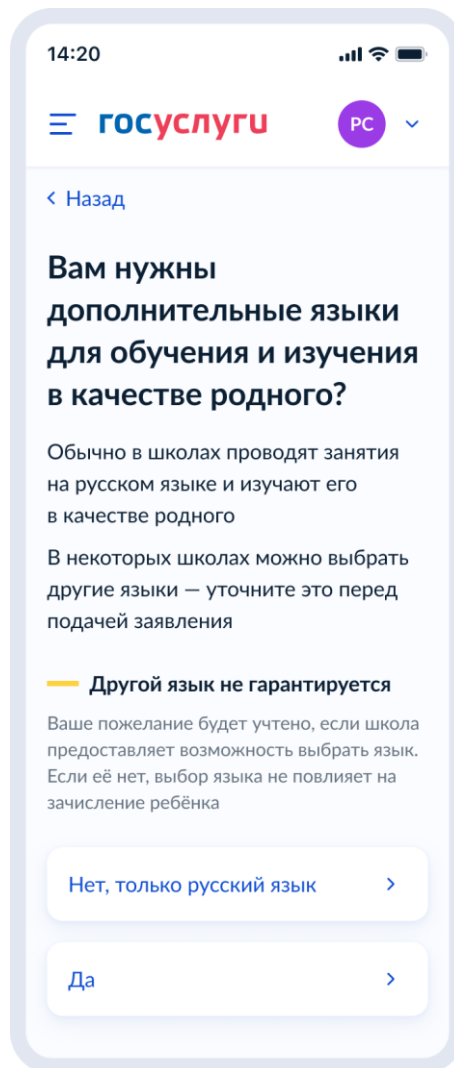 14:20
госуслуги
РС
Назад
Вам нужны
дополнительные языки
для обучения и изучения
в качестве родного?
Обычно в школах проводят занятия
на русском языке и изучают его
в качестве родного
В некоторых школах можно выбрать
другие языки — уточните это перед
подачей заявления
Другой язык не гарантируется
Ваше пожелание будет учтено, если школа
предоставляет возможность выбрать язык.
Если её нет, выбор языка не повлияет на
зачисление ребёнка
Нет, только русский язык
Да